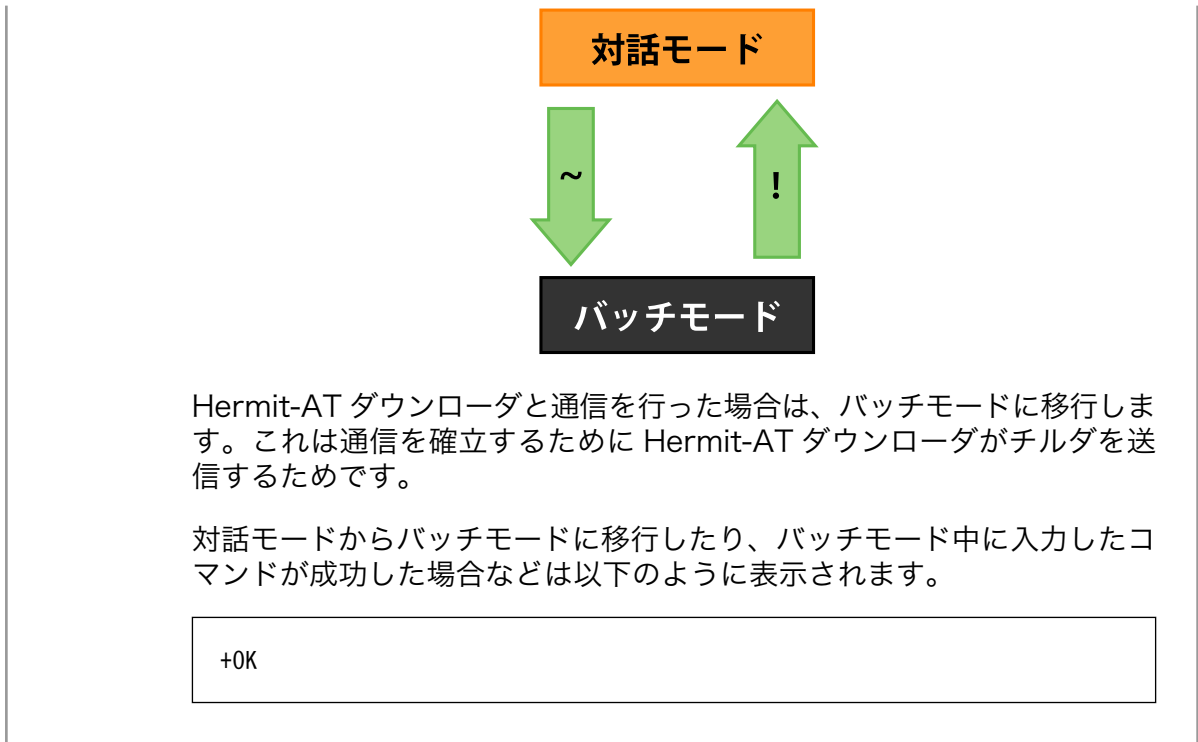 対話モード
~
!
バッチモード
Hermit-AT ダウンローダと通信を行った場合は、バッチモードに移行しま
す。これは通信を確立するために Hermit-AT ダウンローダがチルダを送
信するためです。
対話モードからバッチモードに移行したり、バッチモード中に入力したコ
マンドが成功した場合などは以下のように表示されます。
+OK